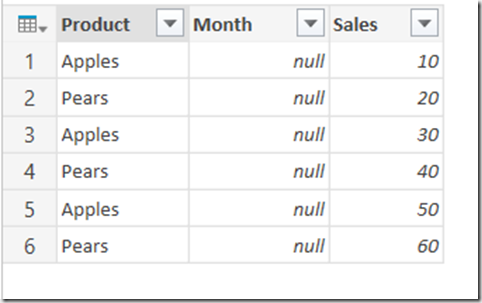 Product Month Sales
1 Apples null 10
2 Pears null 20
3 Apples null 30
4 Pears null 40
5 Apples null 50
6 Pears null 60